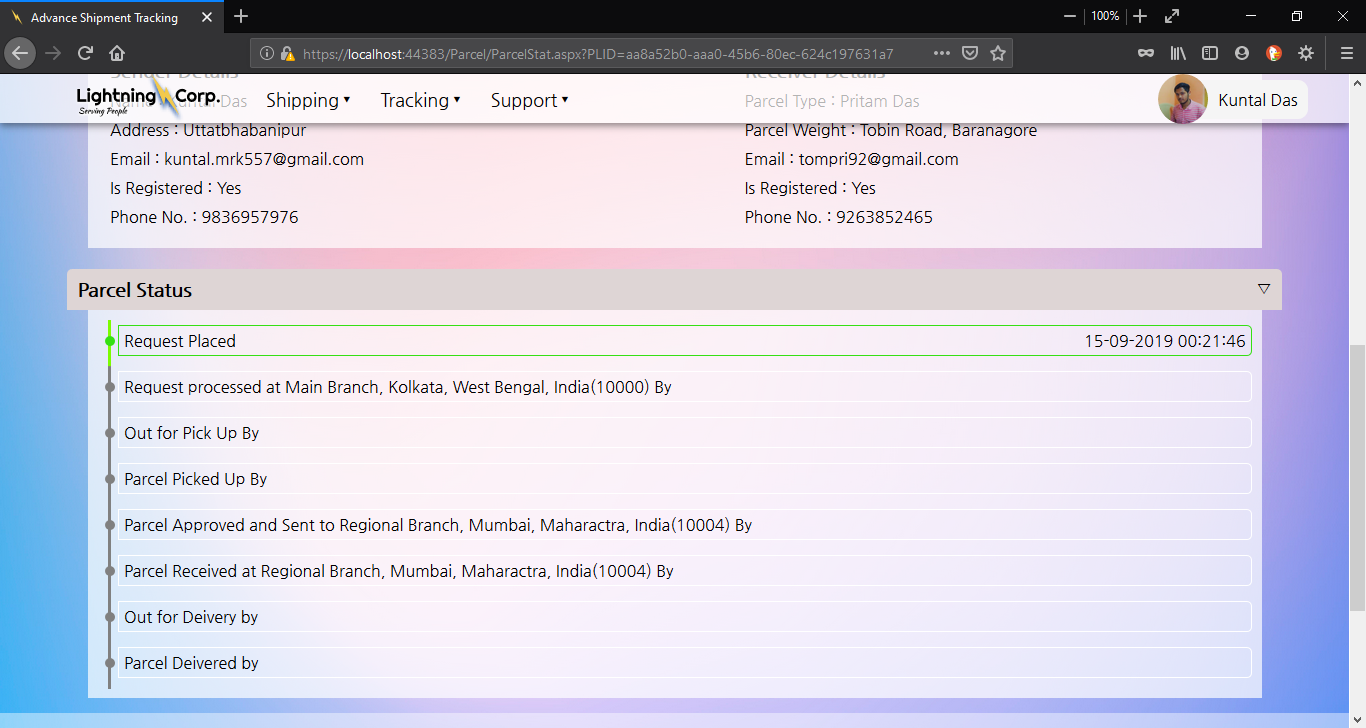 Advance Shipment Tracking
100%
https://localhost:44383/Parcel/ParcelStat.aspx?PLID=aa8a52b0-aaa0-45b6-80ec-624c197631a7
Sender Details
Receiver Details
Lightning Corp.
Serving People
Shipping
Tracking
Support
Kuntal Das
Das
Parcel Type : Pritam Das
Address : Uttatbhabanipur
Parcel Weight : Tobin Road, Baranagore
Email : kuntal.mrk557@gmail.com
Email : tompri92@gmail.com
Is Registered : Yes
Is Registered : Yes
Phone No. : 9836957976
Phone No. : 9263852465
Parcel Status
Request Placed
15-09-2019 00:21:46
Request processed at Main Branch, Kolkata, West Bengal, India(10000) By
Out for Pick Up By
Parcel Picked Up By
Parcel Approved and Sent to Regional Branch, Mumbai, Maharactra, India(10004) By
Parcel Received at Regional Branch, Mumbai, Maharactra, India(10004) By
Out for Deivery by
Parcel Deivered by